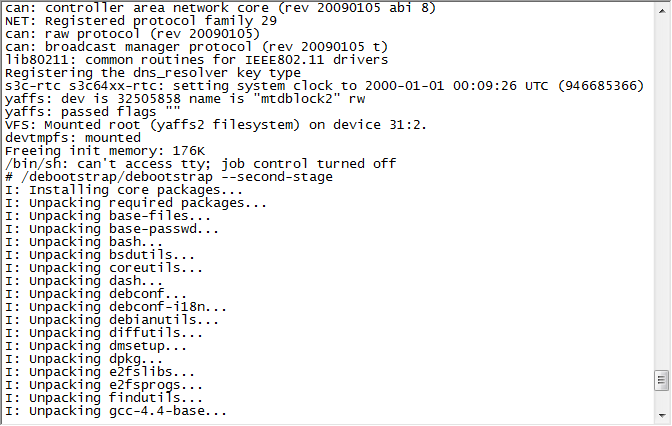 can: controller area network core (rev 20090105 abi 8)
NET: Registered protocol family 29
can: raw protocol (rev 20090105)
can: broadcast manager protocol (rev 20090105 t)
lib80211: common routines for IEEE802.11 drivers
Registering the dns_resolver key type
s3c-rtc s3c64xx-rtc: setting system clock to 2000-01-01 00:09:26 UTC (946685366)
yaffs: dev is 32505858 name is "mtdblock2" rw
yaffs: passed flags ""
VFS: Mounted root (yaffs2 filesystem) on device 31:2.
devtmpfs: mounted
Freeing init memory: 176K
/bin/sh: can't access tty; job control turned off
# /debootstrap/debootstrap --second-stage
I: Installing core packages...
I: Unpacking required packages...
I: Unpacking base-files...
I: Unpacking base-passwd...
I: Unpacking bash...
I: Unpacking bsdutils...
I: Unpacking coreutils...
I: Unpacking dash...
I: Unpacking debconf...
I: Unpacking debconf-i18n...
I: Unpacking debianutils...
I: Unpacking diffutils...
I: Unpacking dmsetup...
I: Unpacking dpkg...
I: Unpacking e2fslibs...
I: Unpacking e2fsprogs...
I: Unpacking findutils...
I: Unpacking gcc-4.4-base...